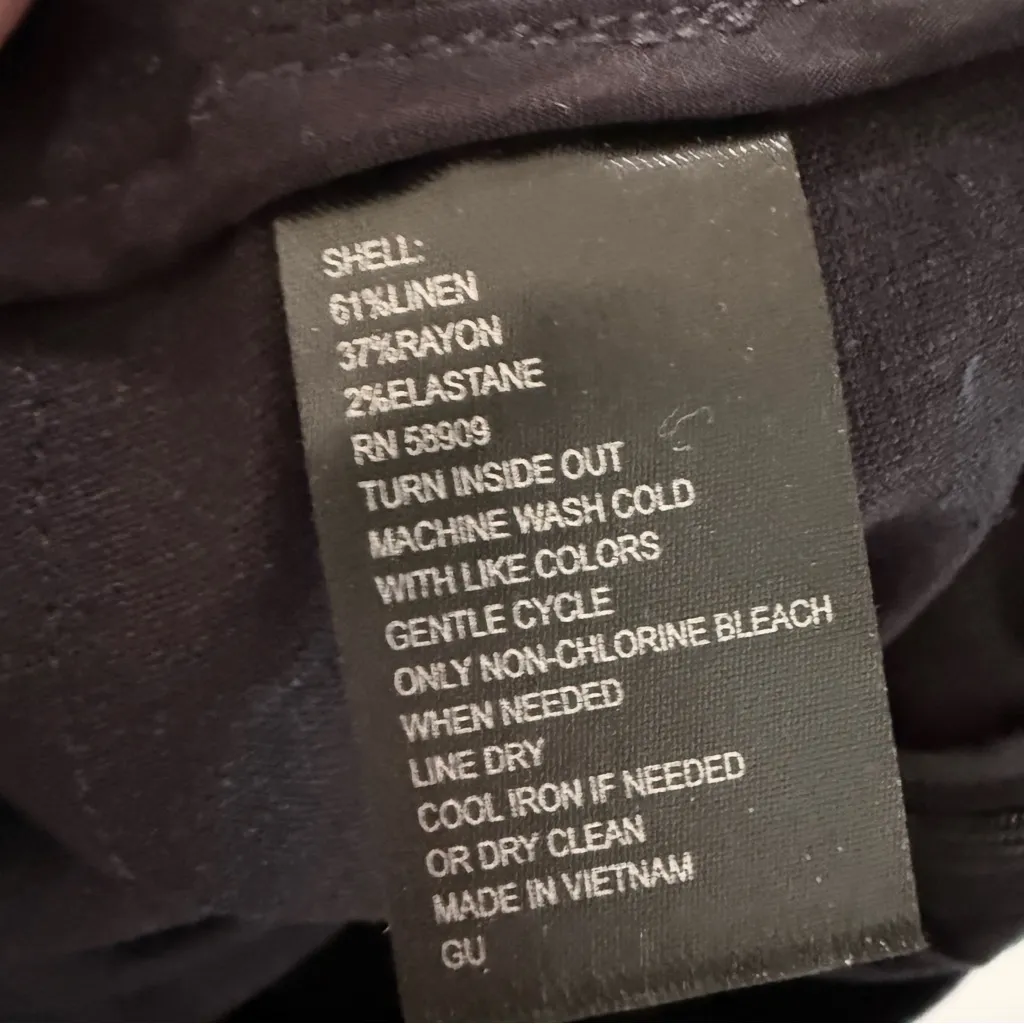 SHELL:
61%LINEN
37%RAYON
2%ELASTANE
RN 58909
TURN INSIDE OUT
MACHINE WASH COLD
WITH LIKE COLORS
GENTLE CYCLE
ONLY NON-CHLORINE BLEACH
WHEN NEEDED
LINE DRY
COOL IRON IF NEEDED
OR DRY CLEAN
MADE IN VIETNAM
GU